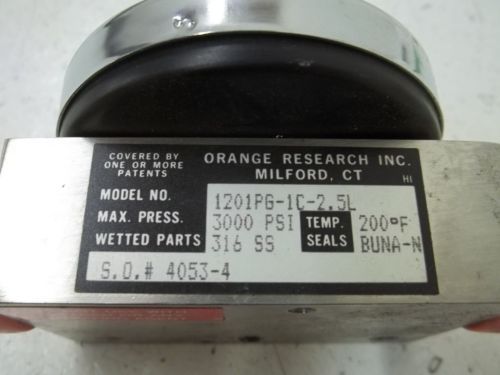 COVERED BY
ONE OR MORE
PATENTS
ORANGE RESEARCH INC.
MILFORD, CT
HI
MODEL NO. 1201PG-1C-2.5L
MAX. PRESS. 3000 PSI TEMP. 200°F
WETTED PARTS 316 SS SEALS BUNA-N
S.O.# 4053-4